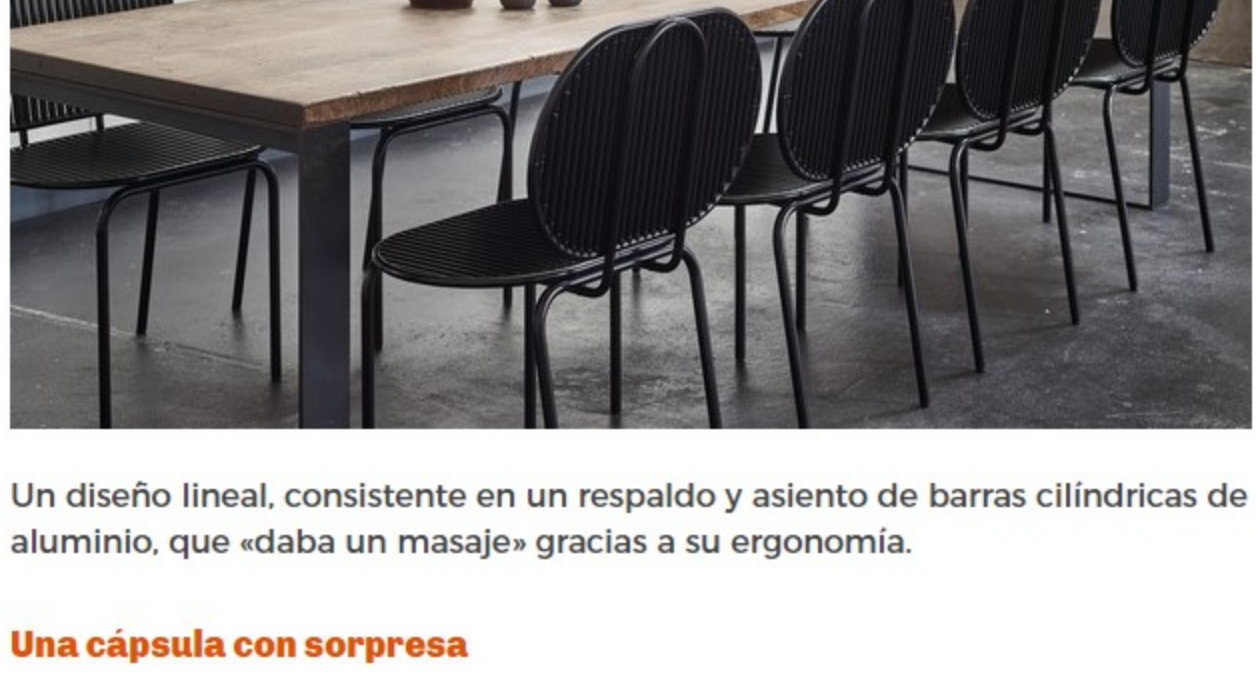 Un diseño lineal, consistente en un respaldo y asiento de barras cilíndricas de
aluminio, que «daba un masaje» gracias a su ergonomía.
Una cápsula con sorpresa